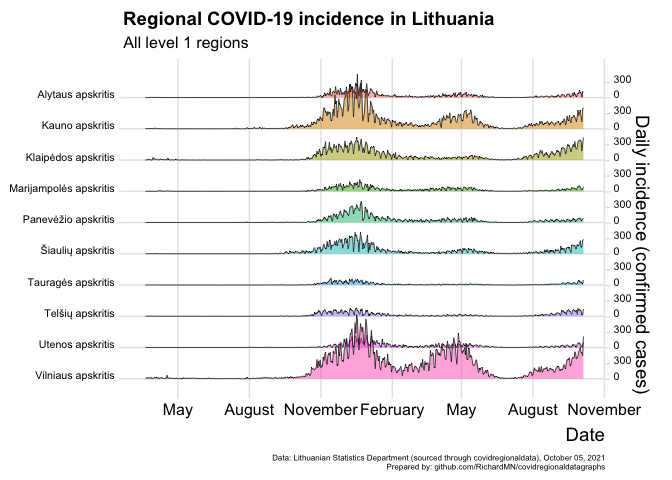 Regional COVID-19 incidence in Lithuania
All level 1 regions
Alytaus apskritis
Kauno apskritis
Klaipėdos apskritis
Marijampolės apskritis
Panevėžio apskritis
Šiaulių apskritis
Tauragės apskritis
Telšių apskritis
Utenos apskritis
Vilniaus apskritis
300
0
300
0
300
0
300
0
300
0
300
0
300
0
300
0
300
0
300
0
Daily incidence (confirmed cases)
May August November February May August November
Date
Data: Lithuanian Statistics Department (sourced through covidregionaldata), October 05, 2021
Prepared by: github.com/RichardMN/covidregionaldatagraphs